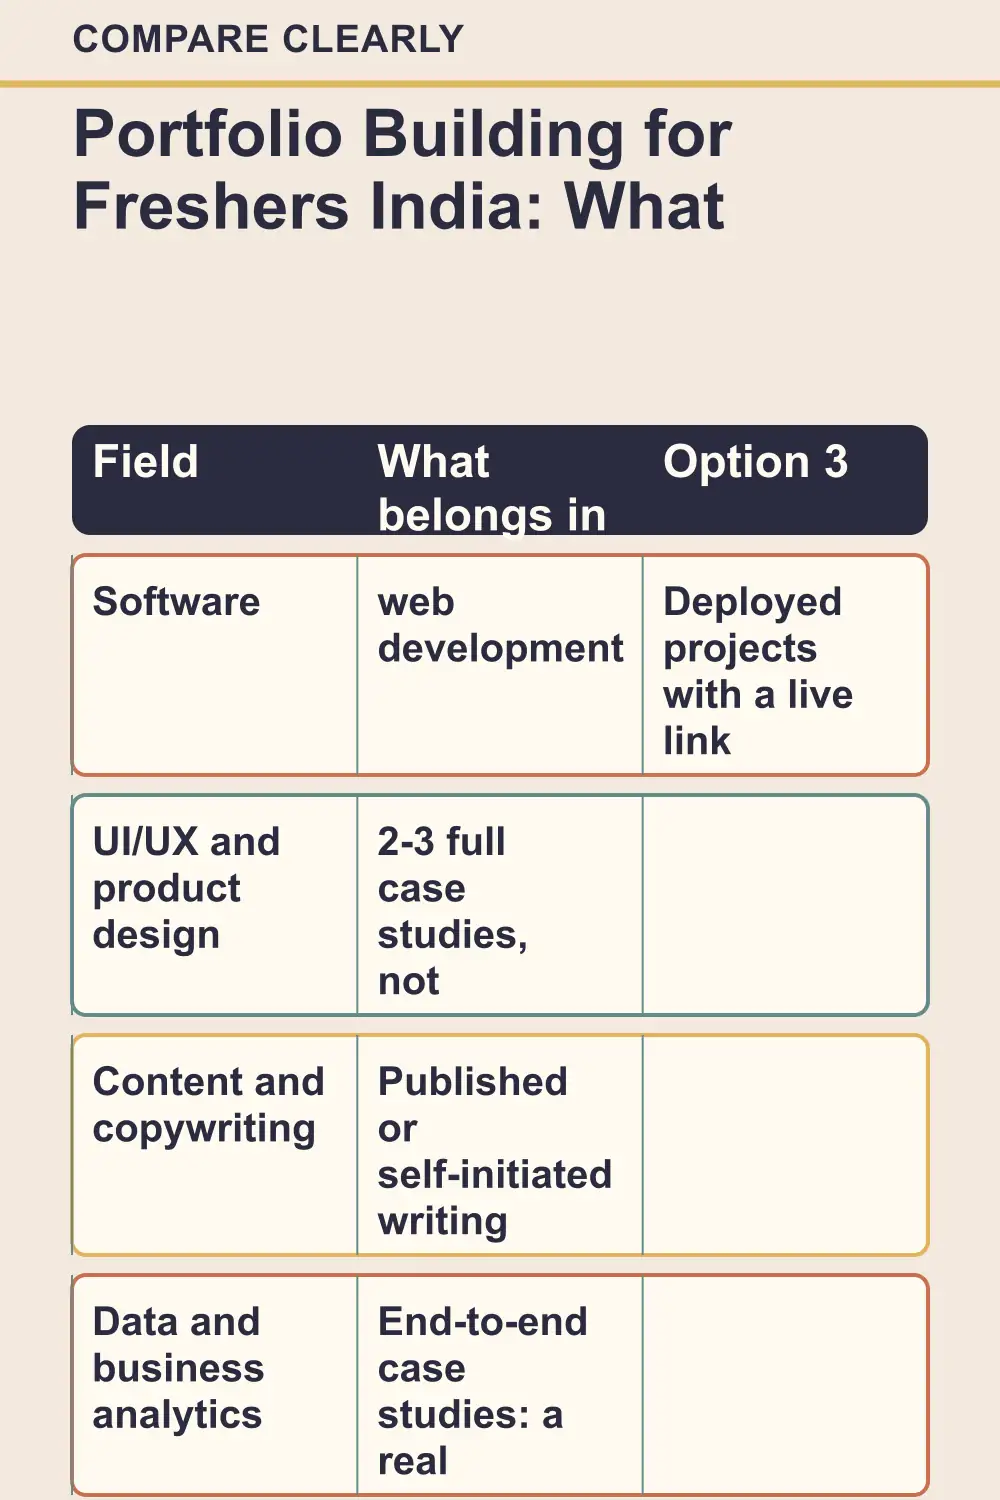 COMPARE CLEARLY
Portfolio Building for
Freshers India: What
Field
What
belongs in
Option 3
Software
web
development
Deployed
projects
with a live
link
UI/UX and
product
design
2-3 full
case
studies,
not
Content and
copywriting
Published
or
self-initiated
writing
Data and
business
analytics
End-to-end
case
studies: a
real